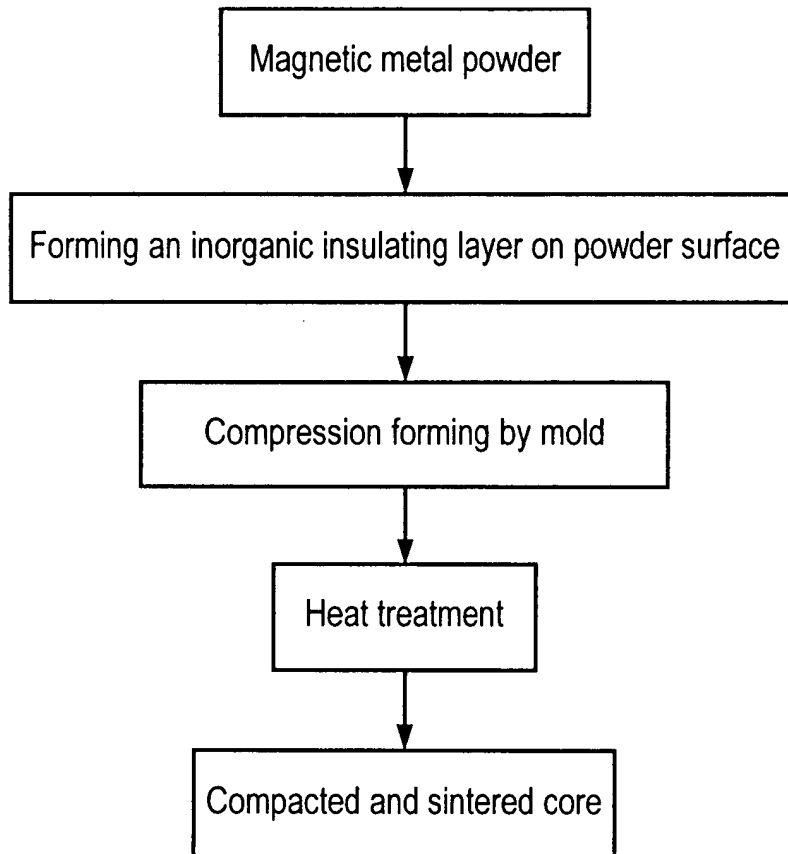 Magnetic metal powder
Forming an inorganic insulating layer on powder surface
Compression forming by mold
Heat treatment
Compacted and sintered core